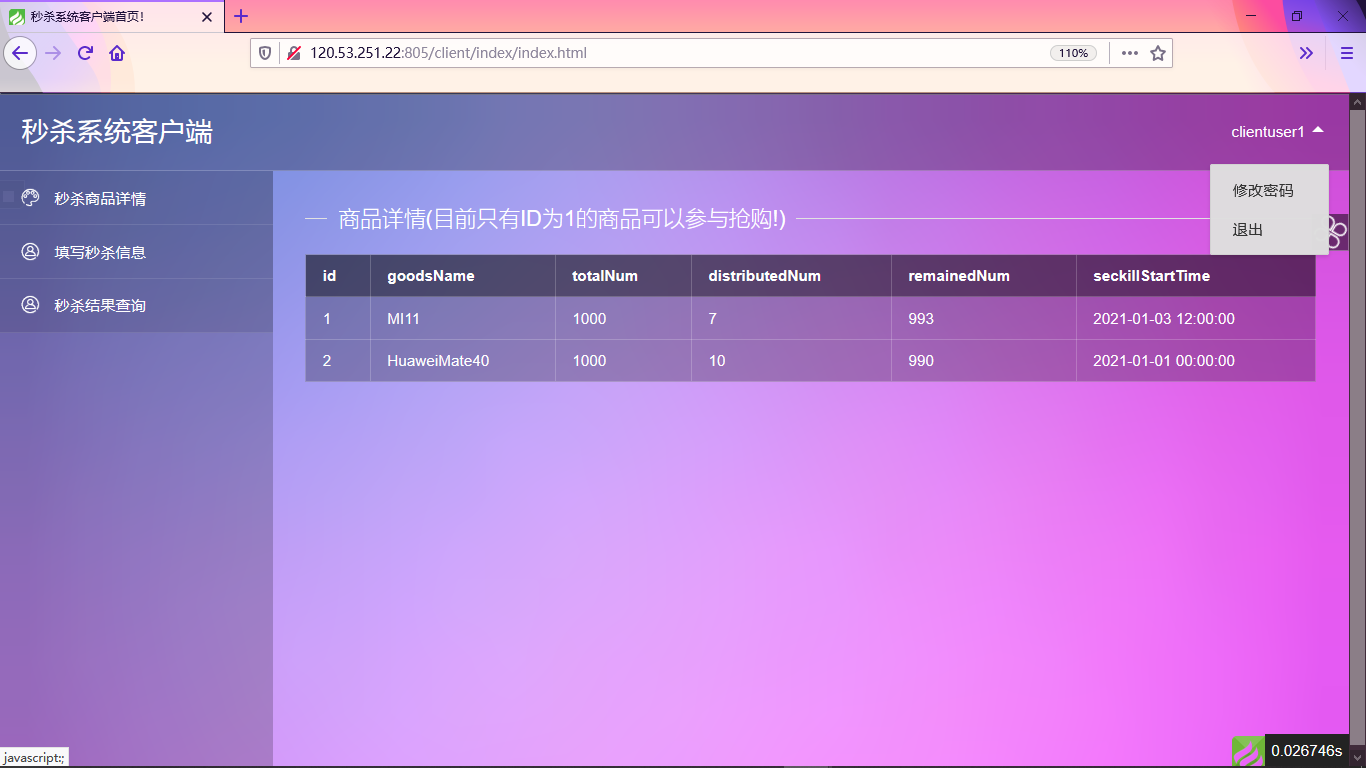 秒杀系统客户端首页!
120.53.251.22:805/client/index/index.html
110%
秒杀系统客户端
clientuser1
修改密码
退出
秒杀商品详情
填写秒杀信息
秒杀结果查询
商品详情(目前只有ID为1的商品可以参与抢购!)
id goodsName totalNum distributedNum remainedNum seckillStartTime
1 MI11 1000 7 993 2021-01-03 12:00:00
2 HuaweiMate40 1000 10 990 2021-01-01 00:00:00
javascript:;
0.026746s